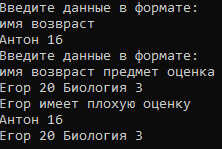 Введите данные в формате:
имя возвраст
Антон 16
Введите данные в формате:
имя возвраст предмет оценка
Егор 20 Биология 3
Егор имеет плохую оценку
Антон 16
Егор 20 Биология 3